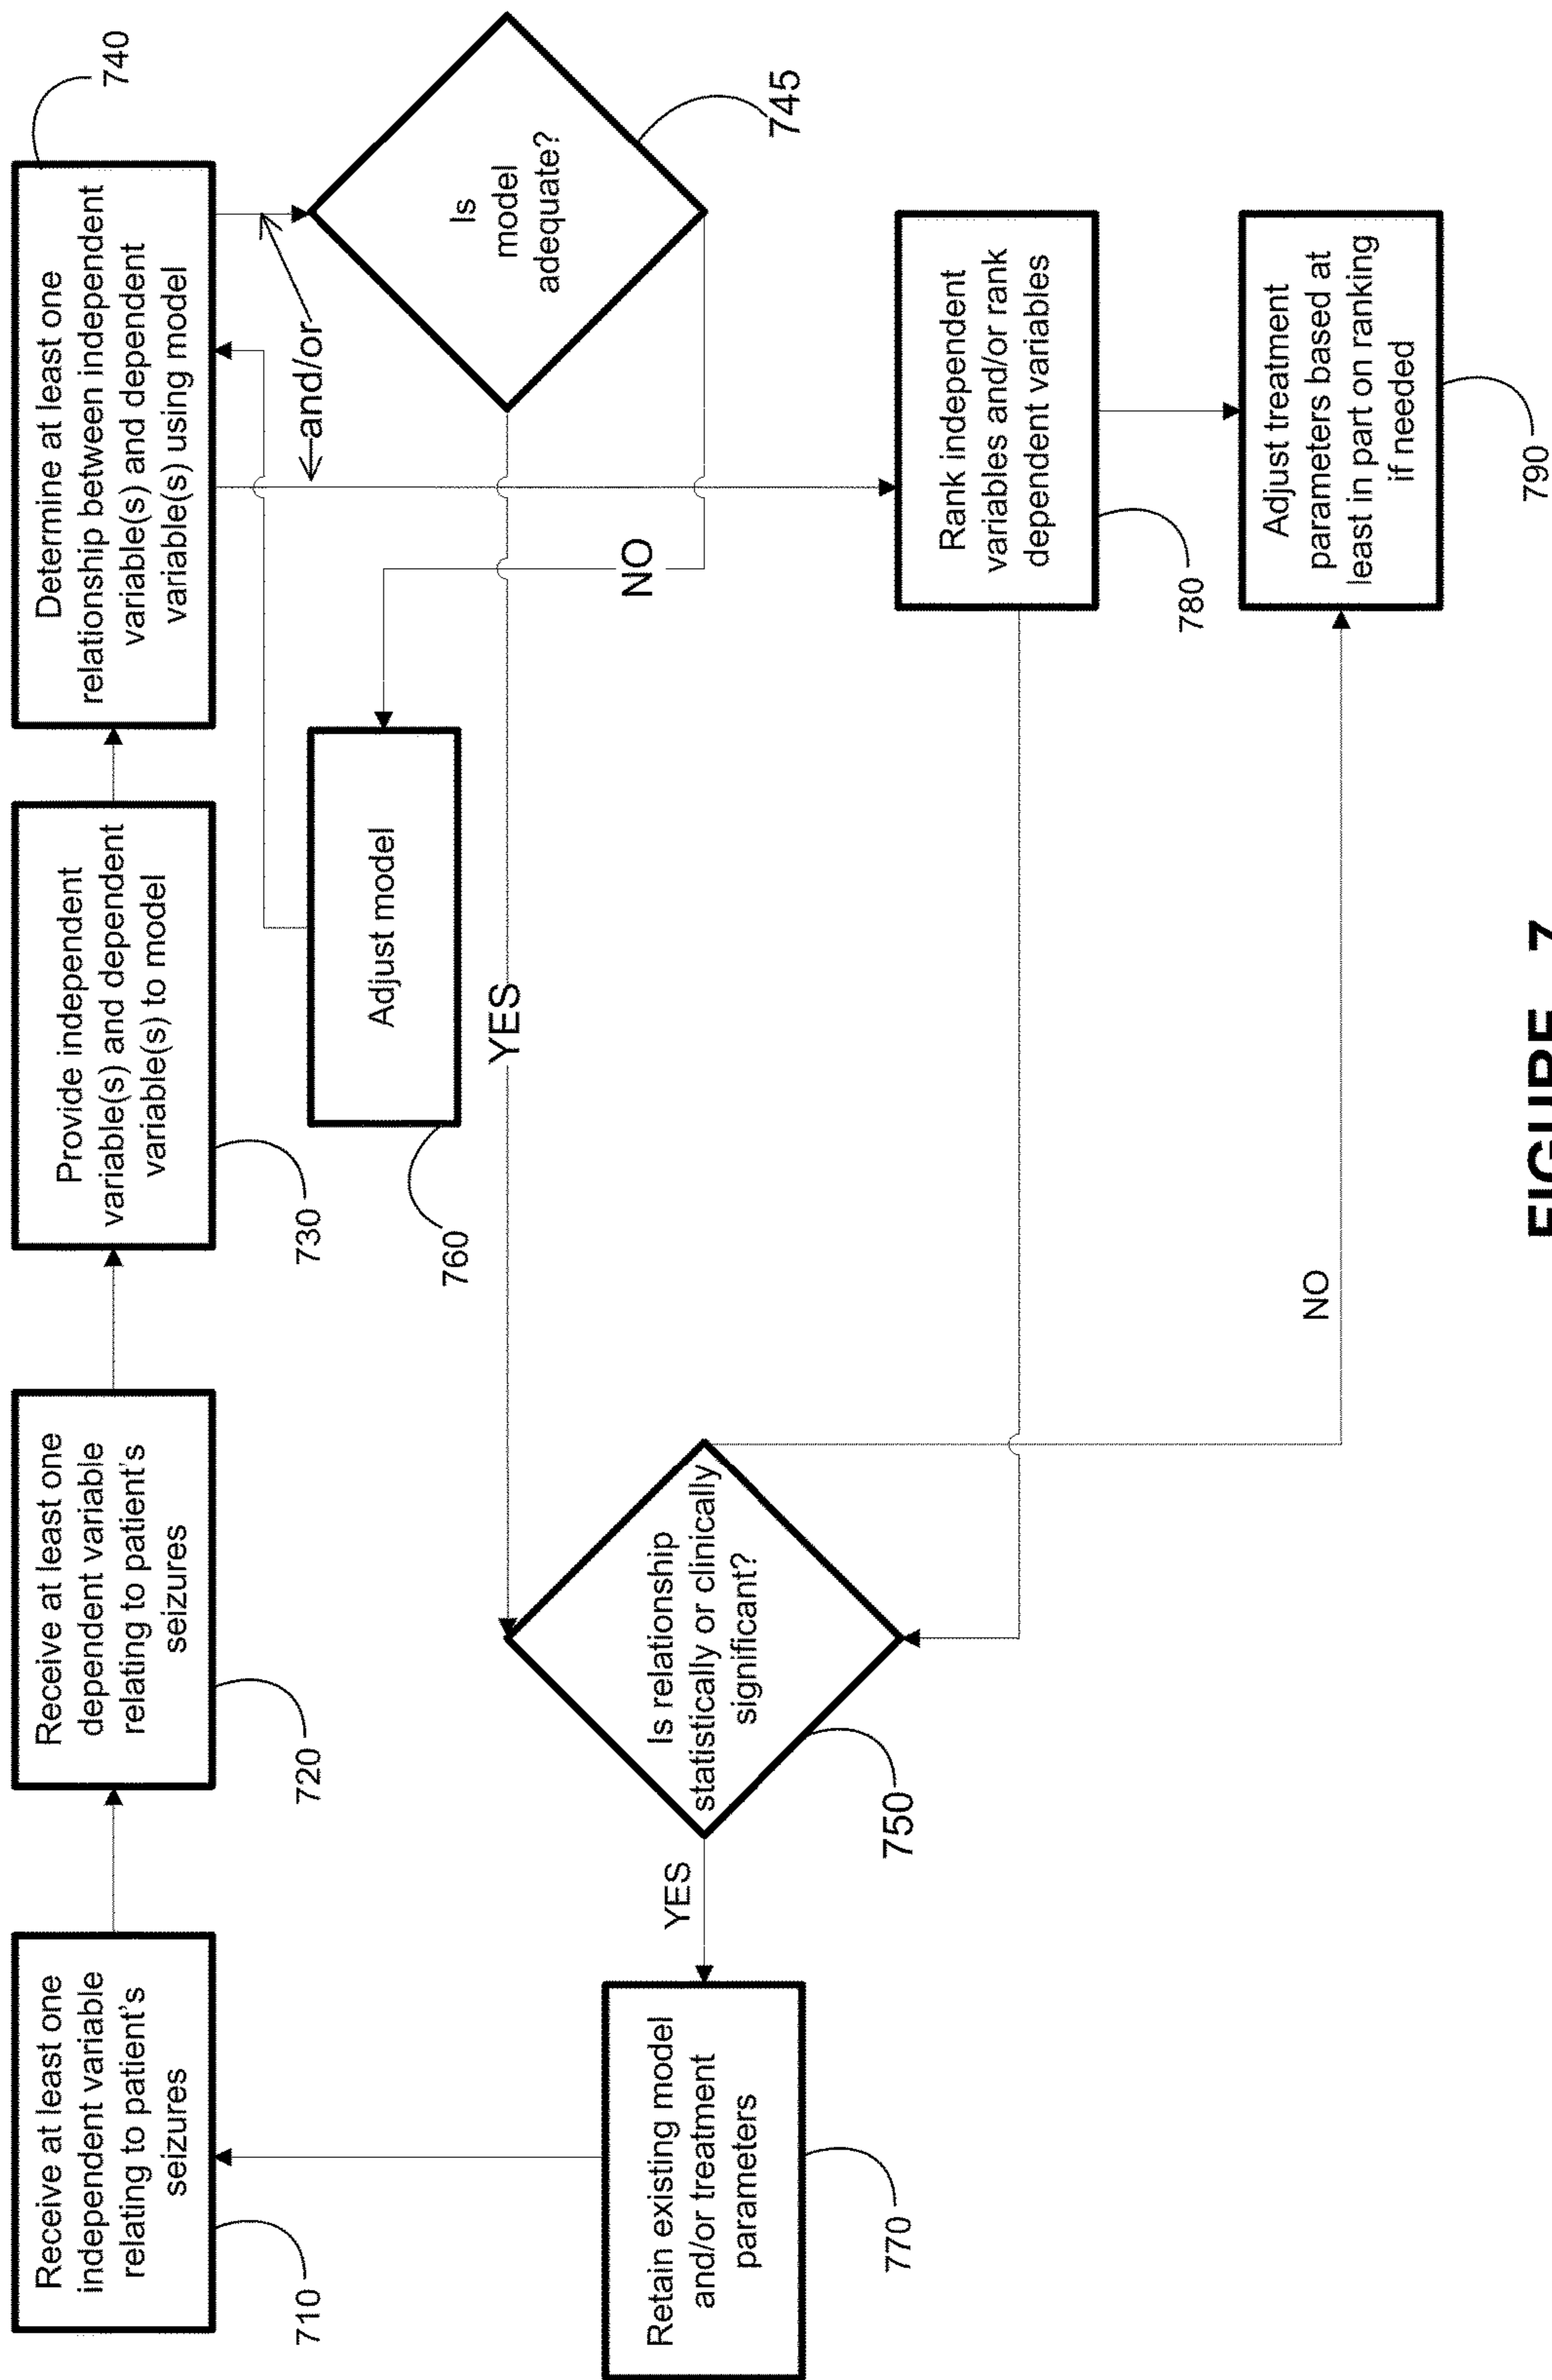 Receive at least one
independent variable
relating to patient's
seizures
710
Receive at least one
dependent variable
relating to patient's
seizures
720
Provide independent
variable(s) and dependent
variable(s) to model
730
Determine at least one
relationship between independent
variable(s) and dependent
variable(s) using model
740
and/or
Is
model
adequate?
745
NO
Adjust model
760
YES
Is relationship
statistically or clinically
significant?
750
YES
Retain existing model
and/or treatment
parameters
770
NO
Rank independent
variables and/or rank
dependent variables
780
Adjust treatment
parameters based at
least in part on ranking
if needed
790
FIGURE 7